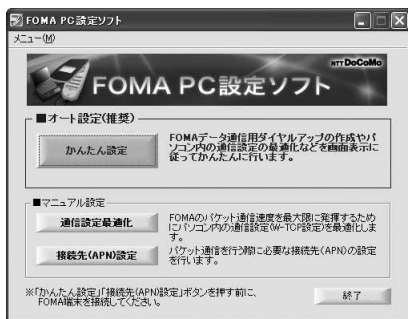 FOMA PC設定ソフト
メニュー(M)
NTT DoCoMo
FOMA PC設定ソフト
■オート設定(推奨)
かんたん設定
FOMAデータ通信用ダイヤルアップの作成やパ
ソコン内の通信設定の最適化などを画面表示に
従ってかんたんに行います。
■マニュアル設定
通信設定最適化
FOMAのパケット通信速度を最大限に発揮するため
にパソコン内の通信設定(W-TCP設定)を最適化しま
す。
接続先(APN)設定
パケット通信を行う際に必要な接続先(APN)の設定
を行います。
※「かんたん設定」「接続先(APN)設定」ボタンを押す前に、
FOMA端末を接続してください。
終了